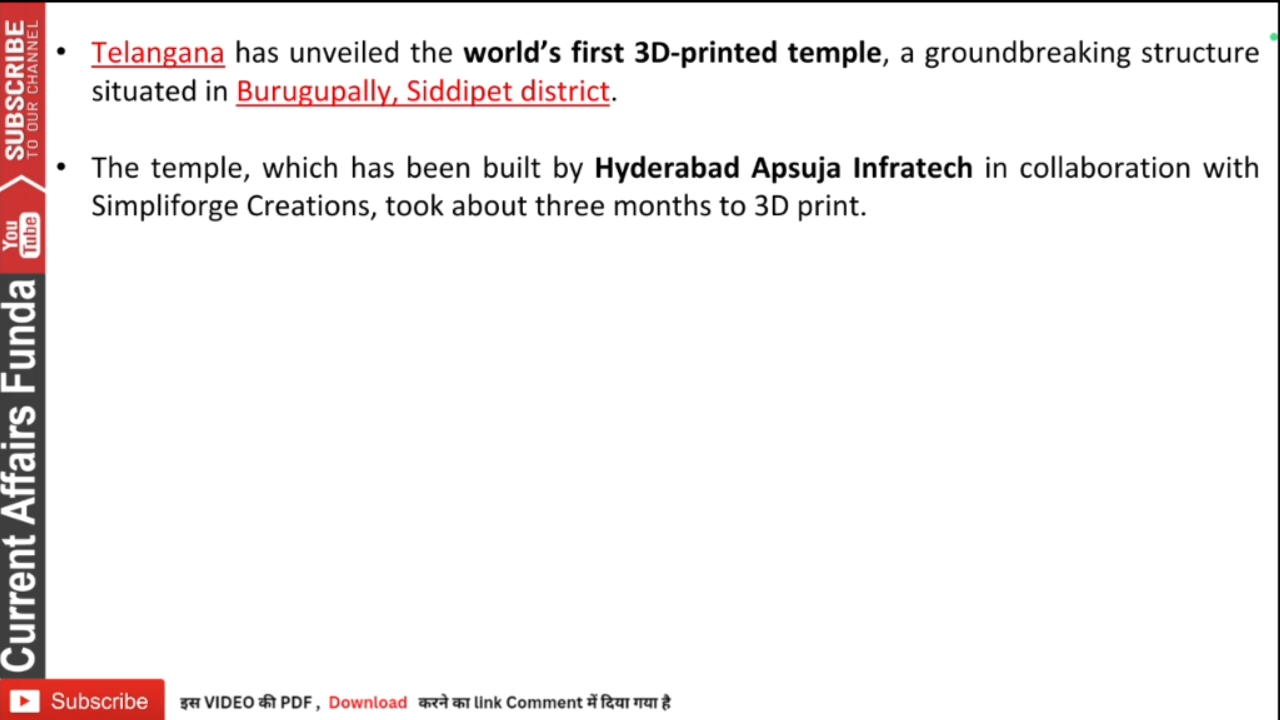 • Telangana has unveiled the world’s first 3D-printed temple, a groundbreaking structure
situated in Burugupally, Siddipet district.
• The temple, which has been built by Hyderabad Apsuja Infratech in collaboration with
Simpliforge Creations, took about three months to 3D print.
SUBSCRIBE
TO OUR CHANNEL
You
Tube
Current Affairs Funda
Subscribe
इस VIDEO की PDF , Download करने का link Comment में दिया गया है